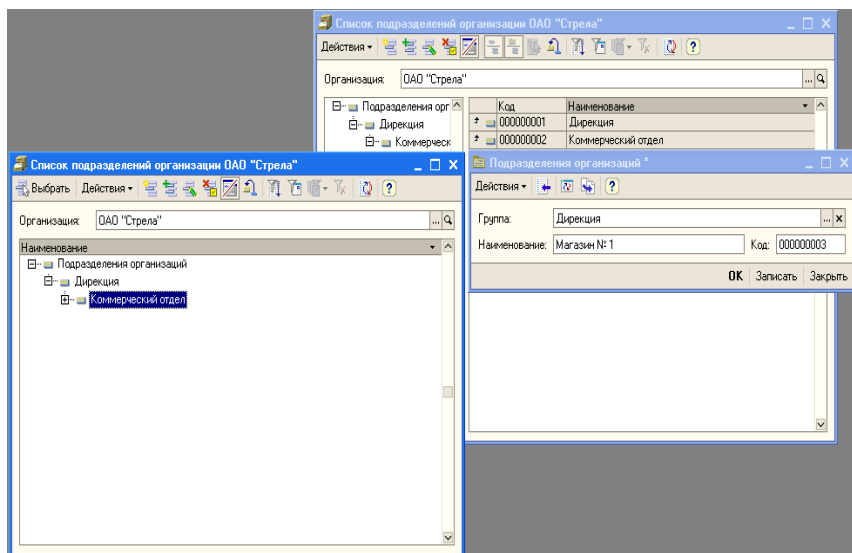 Список подразделений организации ОАО "Стрела"
Действия
Организация: ОАО "Стрела"
Подразделения орг
Дирекция
Коммерческ
Код Наименование
000000001 Дирекция
000000002 Коммерческий отдел
Список подразделений организации ОАО "Стрела"
Выбрать Действия
Организация: ОАО "Стрела"
Наименование
Подразделения организаций
Дирекция
Коммерческий отдел
Подразделения организаций *
Действия
Группа: Дирекция
Наименование: Магазин № 1 Код: 000000003
OK Записать Закрыть